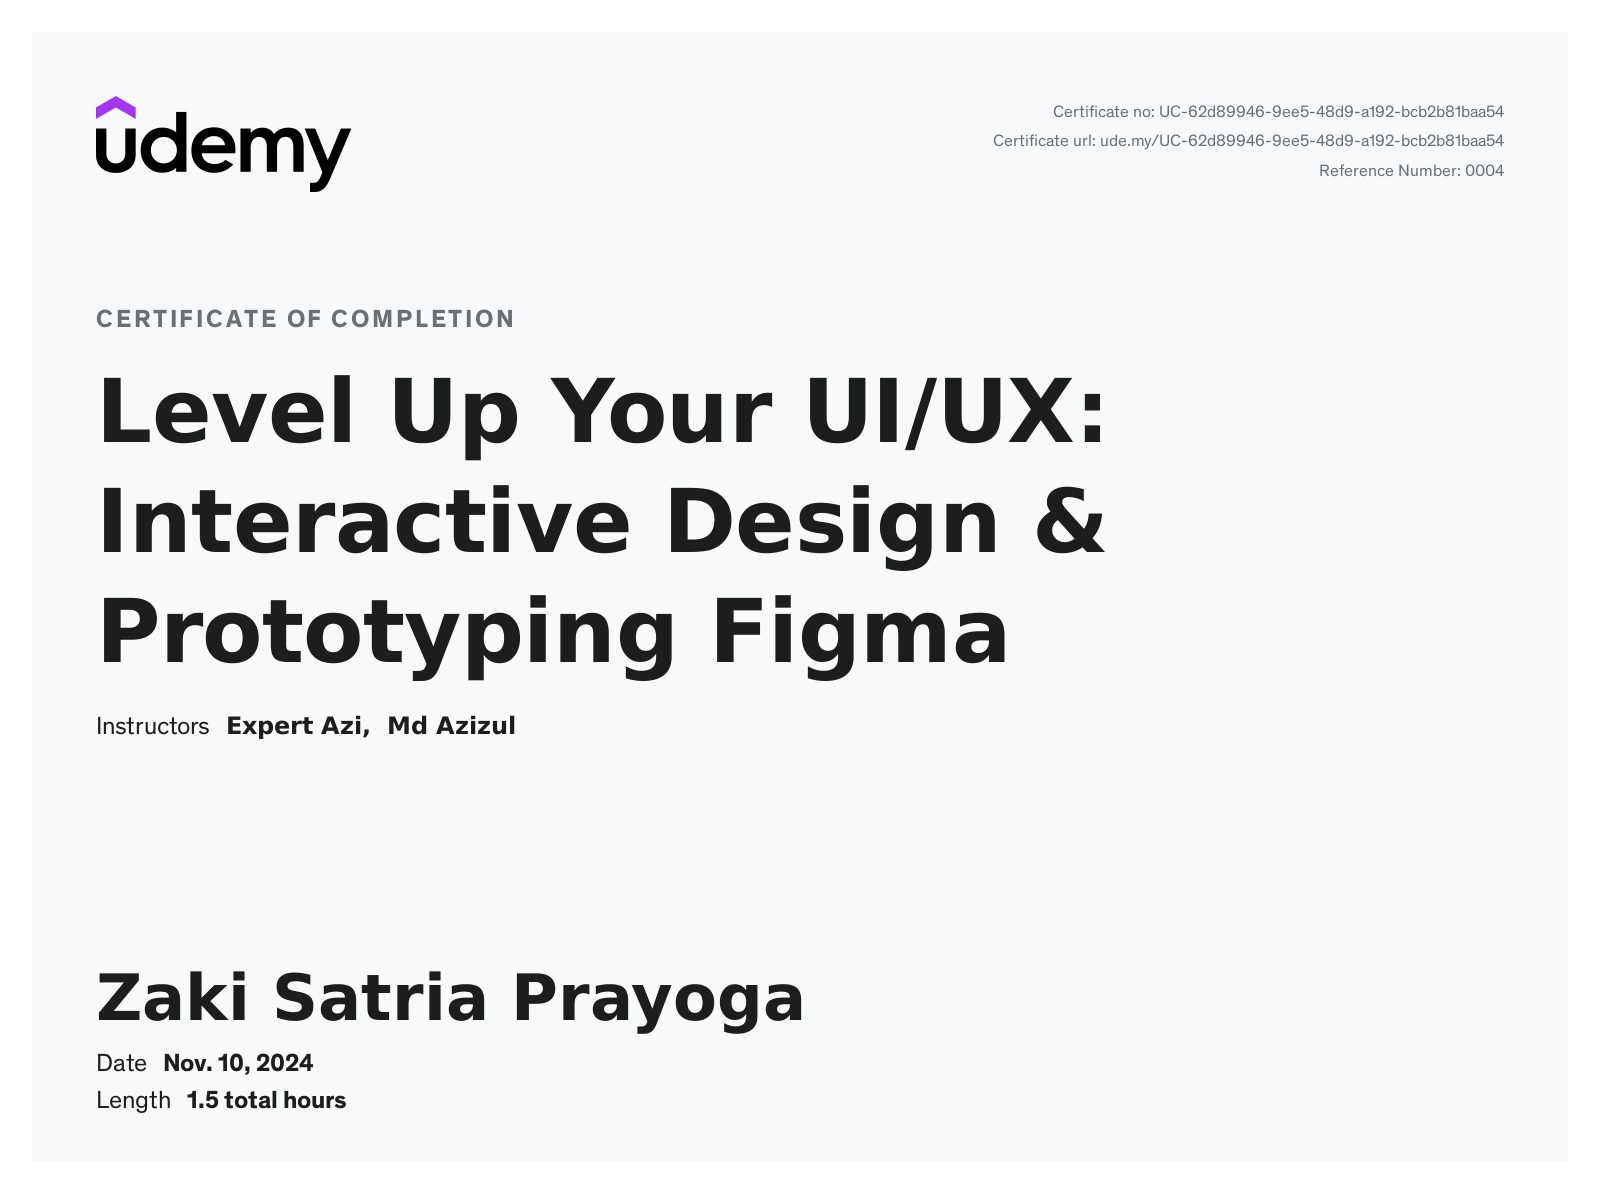 udemy
Certificate no: UC-62d89946-9ee5-48d9-a192-bcb2b81baa54
Certificate url: ude.my/UC-62d89946-9ee5-48d9-a192-bcb2b81baa54
Reference Number: 0004
CERTIFICATE OF COMPLETION
Level Up Your UI/UX:
Interactive Design &
Prototyping Figma
Instructors Expert Azi, Md Azizul
Zaki Satria Prayoga
Date Nov. 10, 2024
Length 1.5 total hours